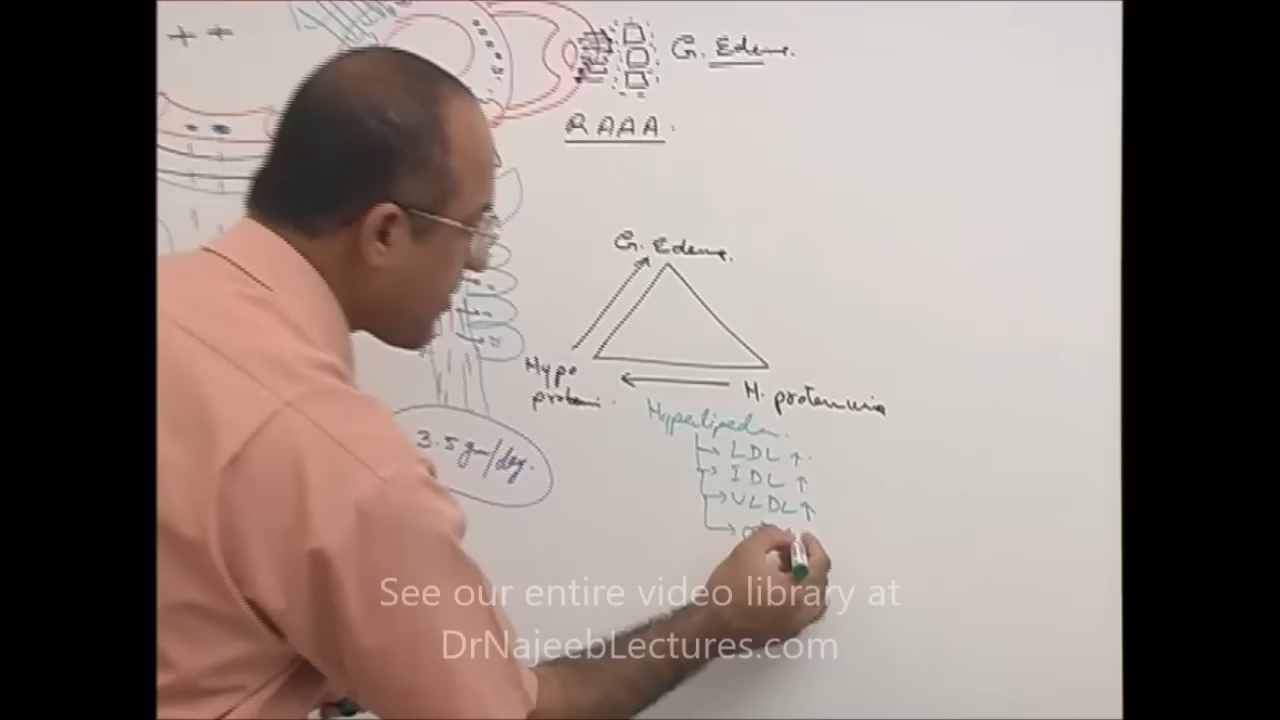 ++
G. Edema.
RAAA.
G. Edema.
Hypo
protein.
H. proteinuria
3.5 gm/day.
Hyperlipedem.
LDL ↑.
IDL ↑
VLDL ↑
See our entire video library at
DrNajeebLectures.com